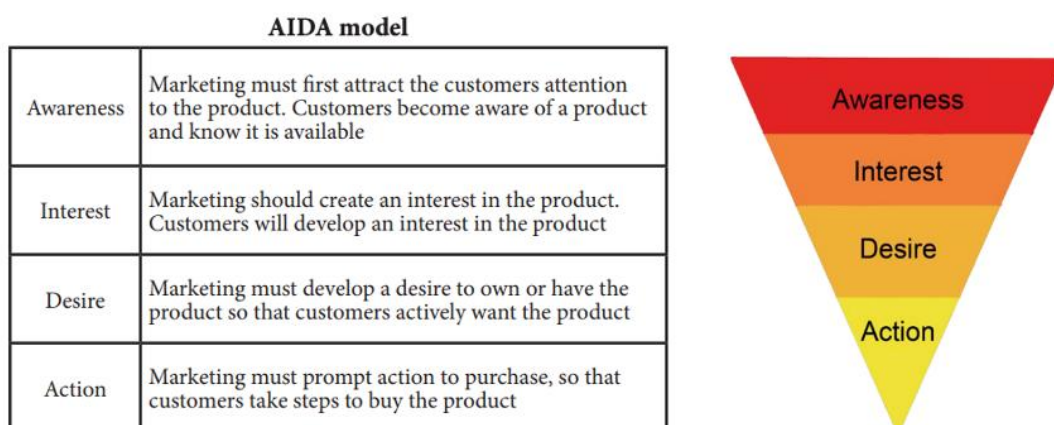 AIDA model
Awareness
Marketing must first attract the customers attention
to the product. Customers become aware of a product
and know it is available
Interest
Marketing should create an interest in the product.
Customers will develop an interest in the product
Desire
Marketing must develop a desire to own or have the
product so that customers actively want the product
Action
Marketing must prompt action to purchase, so that
customers take steps to buy the product
Awareness
Interest
Desire
Action